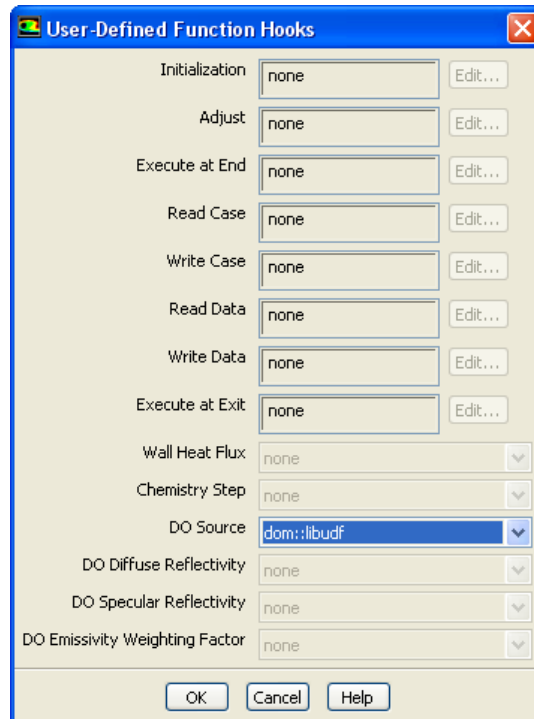 User-Defined Function Hooks
Initialization none Edit...
Adjust none Edit...
Execute at End none Edit...
Read Case none Edit...
Write Case none Edit...
Read Data none Edit...
Write Data none Edit...
Execute at Exit none Edit...
Wall Heat Flux none
Chemistry Step none
DO Source dom::libudf
DO Diffuse Reflectivity none
DO Specular Reflectivity none
DO Emissivity Weighting Factor none
OK Cancel Help